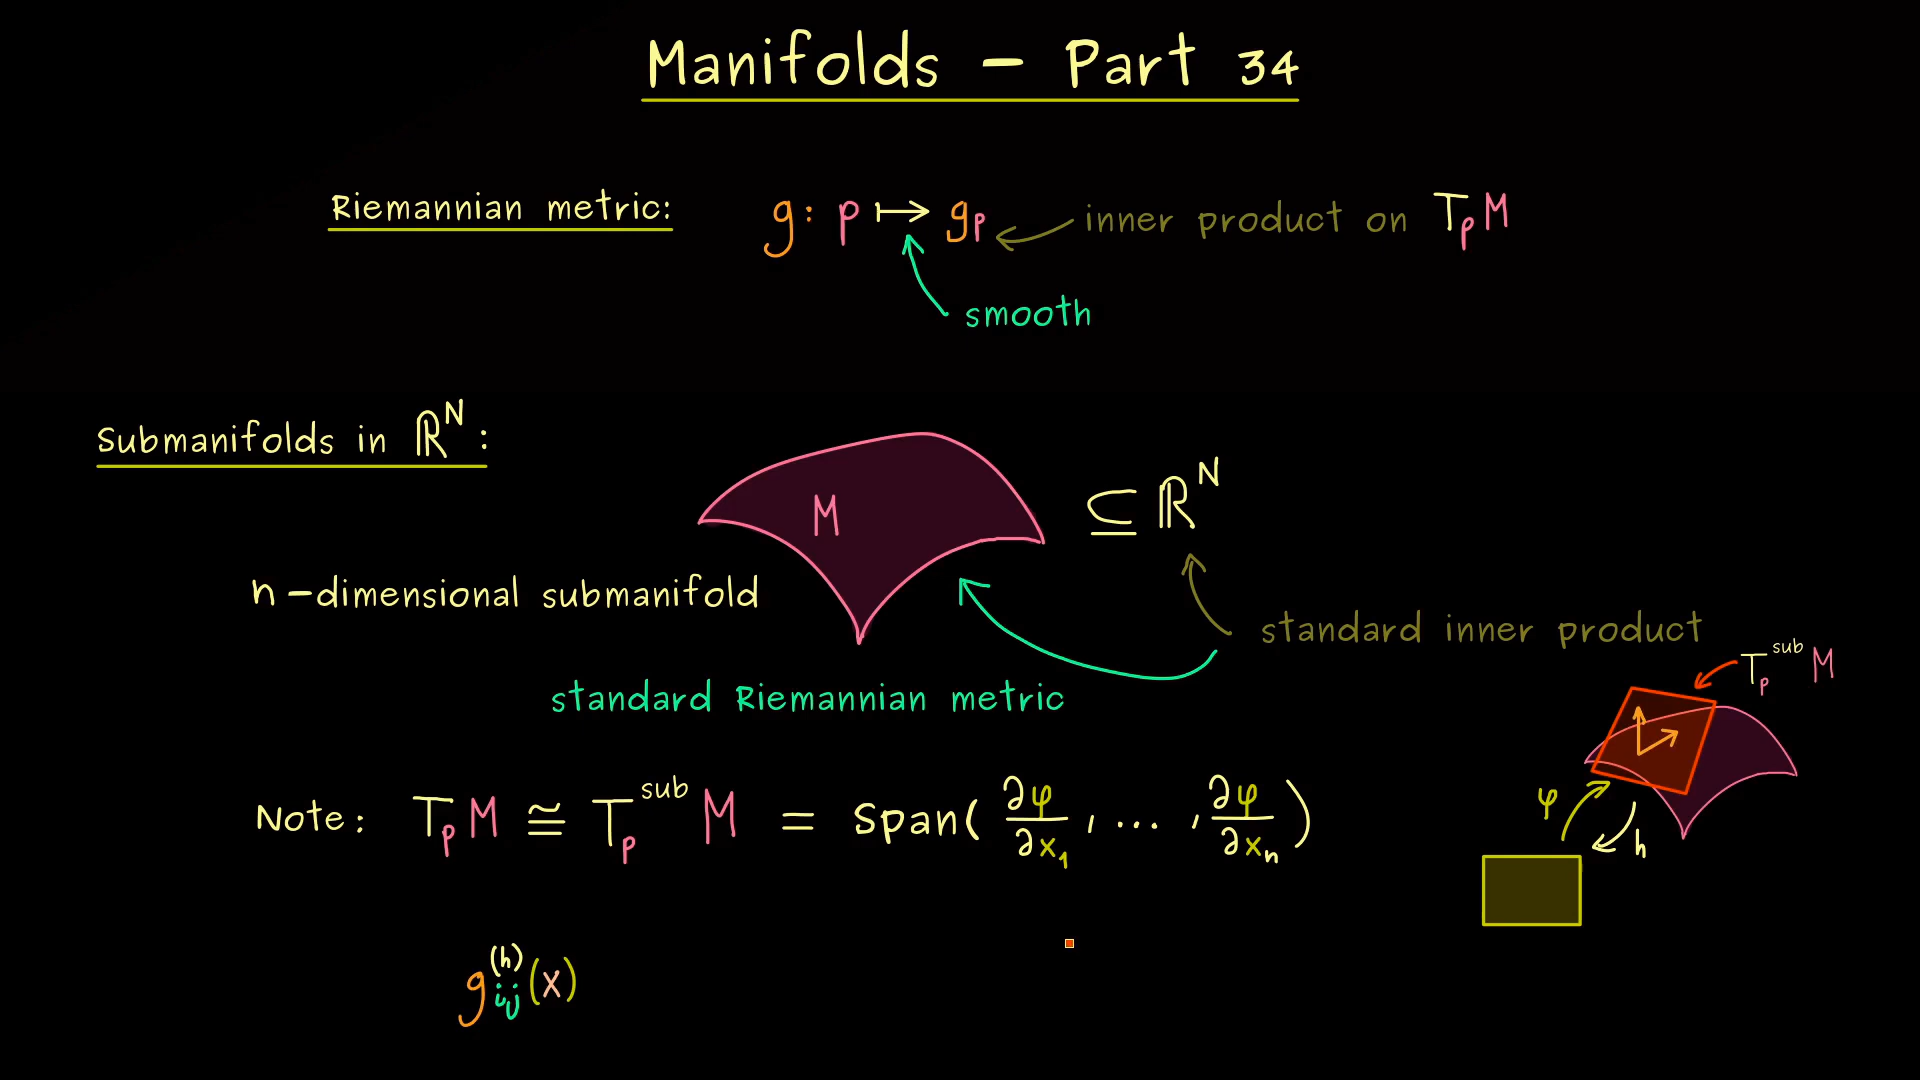 Manifolds – Part 34
Riemannian metric: g: p ↦ gₚ inner product on TₚM
smooth
Submanifolds in ℝᴺ:
M ⊆ ℝᴺ
n-dimensional submanifold
standard inner product
standard Riemannian metric
Tₚˢᵘᵇ M
Note: TₚM ≅ Tₚˢᵘᵇ M = Span( ∂φ/∂x₁ , ... , ∂φ/∂xₙ )
φ
h
g_ij^(h)(x)